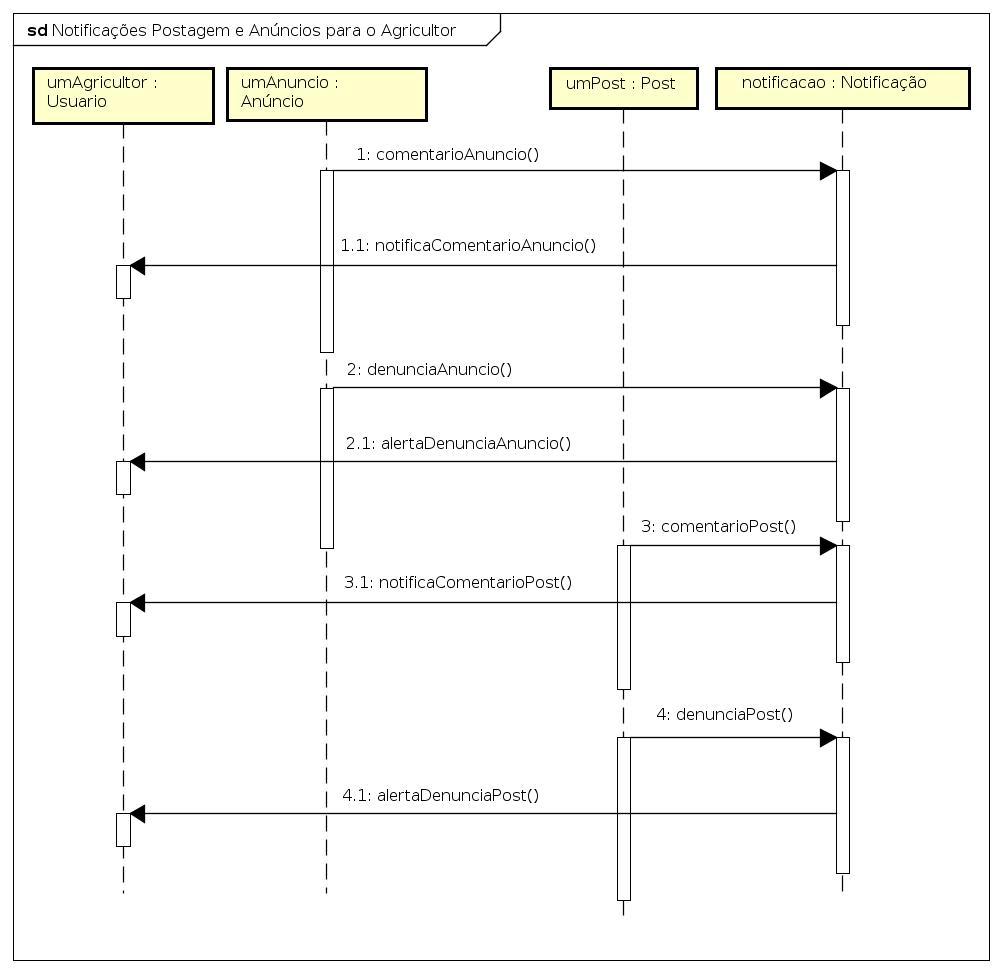 sd Notificações Postagem e Anúncios para o Agricultor
umAgricultor :
Usuario
umAnuncio :
Anúncio
umPost : Post
notificacao : Notificação
1: comentarioAnuncio()
1.1: notificaComentarioAnuncio()
2: denunciaAnuncio()
2.1: alertaDenunciaAnuncio()
3: comentarioPost()
3.1: notificaComentarioPost()
4: denunciaPost()
4.1: alertaDenunciaPost()